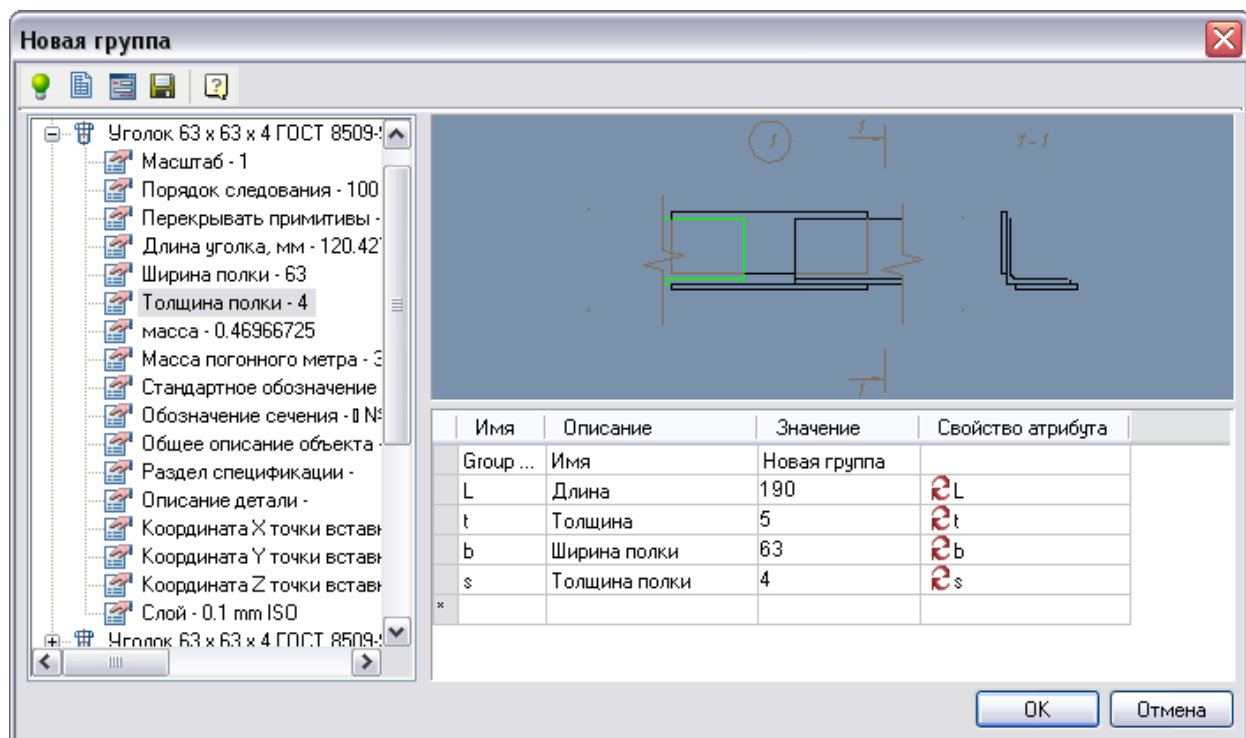 Новая группа
Уголок 63 x 63 x 4 ГОСТ 8509-
Масштаб - 1
Порядок следования - 100
Перекрывать примитивы -
Длина уголка, мм - 120.42
Ширина полки - 63
Толщина полки - 4
масса - 0.46966725
Масса погонного метра - 3
Стандартное обозначение
Обозначение сечения -
Общее описание объекта -
Раздел спецификации -
Описание детали -
Координата X точки встав
Координата Y точки встав
Координата Z точки встав
Слой - 0.1 mm ISO
Уголок 63 x 63 x 4 ГОСТ 8509-
1 1 1-1
1
Имя Описание Значение Свойство атрибута
Group ... Имя Новая группа
L Длина 190 L
t Толщина 5 t
b Ширина полки 63 b
s Толщина полки 4 s
*
OK Отмена